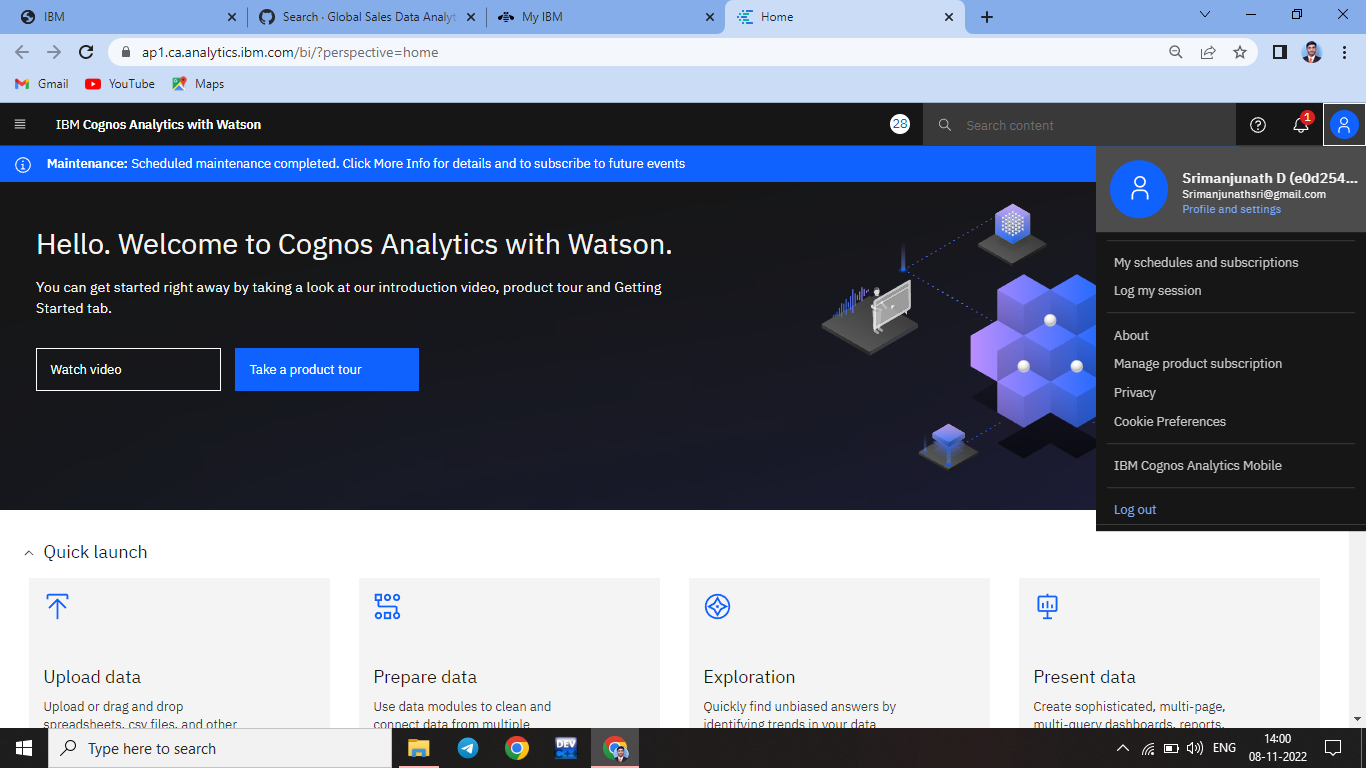 IBM
Search · Global Sales Data Analyt
My IBM
Home
ap1.ca.analytics.ibm.com/bi/?perspective=home
Gmail
YouTube
Maps
IBM Cognos Analytics with Watson
28
Search content
1
Maintenance: Scheduled maintenance completed. Click More Info for details and to subscribe to future events
Srimanjunath D (e0d254...
Srimanjunathsri@gmail.com
Profile and settings
My schedules and subscriptions
Log my session
About
Manage product subscription
Privacy
Cookie Preferences
IBM Cognos Analytics Mobile
Log out
Hello. Welcome to Cognos Analytics with Watson.
You can get started right away by taking a look at our introduction video, product tour and Getting
Started tab.
Watch video
Take a product tour
Quick launch
Upload data
Upload or drag and drop
spreadsheets, csv files, and other
Prepare data
Use data modules to clean and
connect data from multiple
Exploration
Quickly find unbiased answers by
identifying trends in your data
Present data
Create sophisticated, multi-page,
multi-query dashboards, reports,
Type here to search
DEV
ENG
14:00
08-11-2022